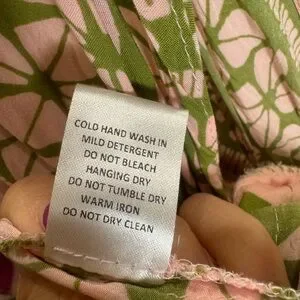 COLD HAND WASH IN
MILD DETERGENT
DO NOT BLEACH
HANGING DRY
DO NOT TUMBLE DRY
WARM IRON
DO NOT DRY CLEAN